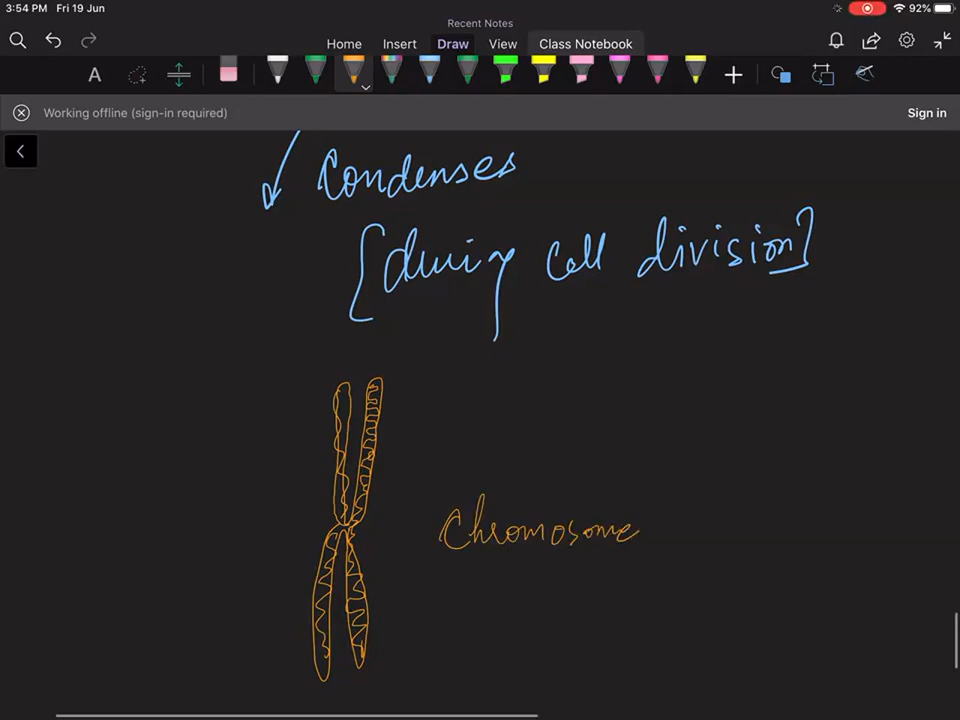 3:54 PM Fri 19 Jun
92%
Recent Notes
Home Insert Draw View Class Notebook
A
Working offline (sign-in required) Sign in
Condenses
[during cell division]
Chromosome